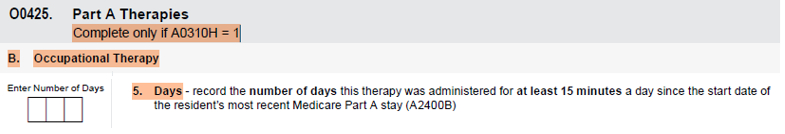 O0425. Part A Therapies
Complete only if A0310H = 1
B. Occupational Therapy
Enter Number of Days
5. Days - record the number of days this therapy was administered for at least 15 minutes a day since the start date of
the resident's most recent Medicare Part A stay (A2400B)